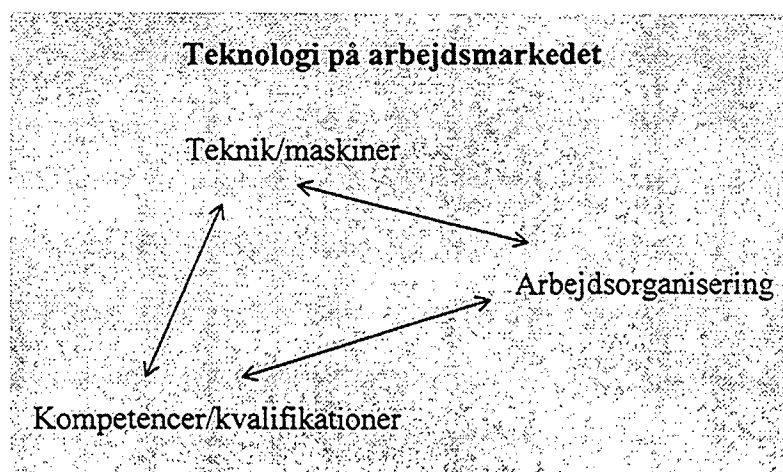 Teknologi på arbejdsmarkedet
Teknik/maskiner
Arbejdsorganisering
Kompetencer/kvalifikationer